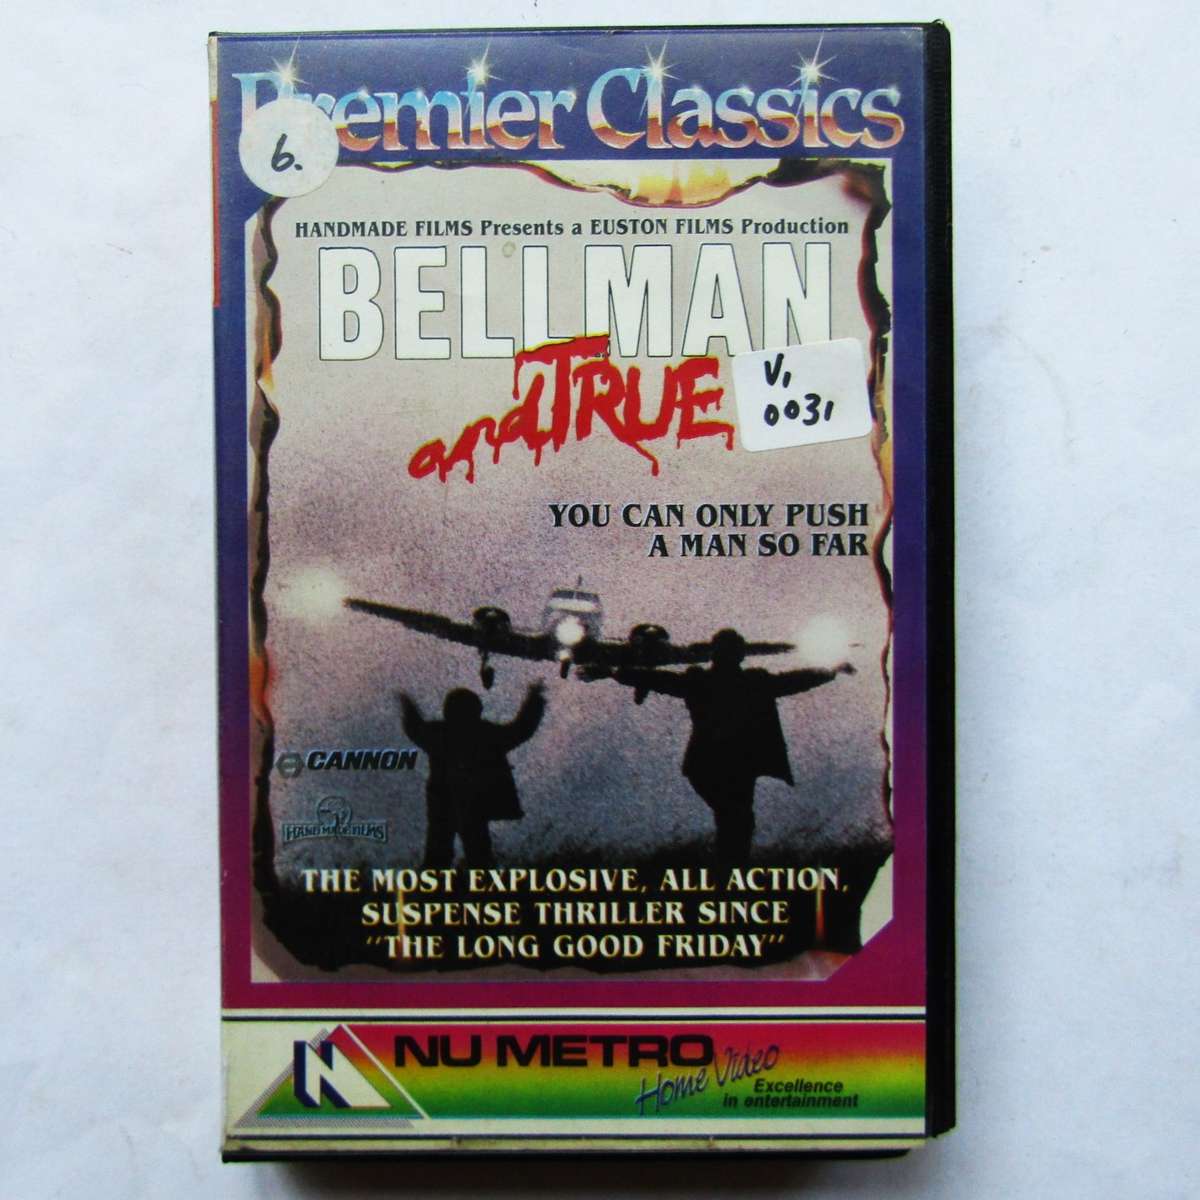 Premier Classics
6.
HANDMADE FILMS Presents a EUSTON FILMS Production
BELLMAN
and TRUE
V,
0031
YOU CAN ONLY PUSH
A MAN SO FAR
CANNON
HANDMADE FILMS
THE MOST EXPLOSIVE, ALL ACTION,
SUSPENSE THRILLER SINCE
"THE LONG GOOD FRIDAY"
N
NU METRO
Home Video
Excellence
in entertainment